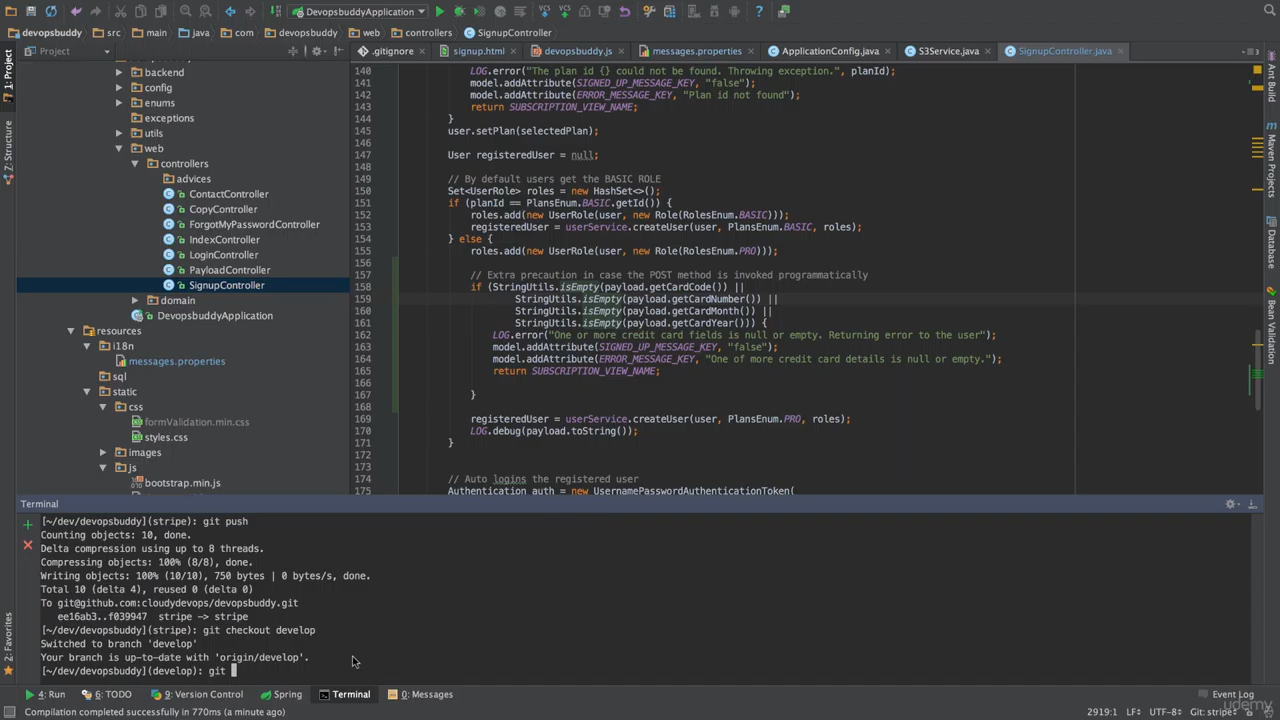 DevopsbuddyApplication
devopsbuddy
src
main
java
com
devopsbuddy
web
controllers
SignupController
Project
.gitignore
signup.html
devopsbuddy.js
messages.properties
ApplicationConfig.java
S3Service.java
SignupController.java
1: Project
Z: Structure
2: Favorites
backend
config
enums
exceptions
utils
web
controllers
advices
ContactController
CopyController
ForgotMyPasswordController
IndexController
LoginController
PayloadController
SignupController
domain
DevopsbuddyApplication
resources
i18n
messages.properties
sql
static
css
formValidation.min.css
styles.css
images
js
bootstrap.min.js
140 LOG.error("The plan id {} could not be found. Throwing exception.", planId);
141 model.addAttribute(SIGNED_UP_MESSAGE_KEY, "false");
142 model.addAttribute(ERROR_MESSAGE_KEY, "Plan id not found");
143 return SUBSCRIPTION_VIEW_NAME;
144 }
145 user.setPlan(selectedPlan);
146
147 User registeredUser = null;
148
149 // By default users get the BASIC ROLE
150 Set<UserRole> roles = new HashSet<>();
151 if (planId == PlansEnum.BASIC.getId()) {
152 roles.add(new UserRole(user, new Role(RolesEnum.BASIC)));
153 registeredUser = userService.createUser(user, PlansEnum.BASIC, roles);
154 } else {
155 roles.add(new UserRole(user, new Role(RolesEnum.PRO)));
156
157 // Extra precaution in case the POST method is invoked programmatically
158 if (StringUtils.isEmpty(payload.getCardCode()) ||
159 StringUtils.isEmpty(payload.getCardNumber()) ||
160 StringUtils.isEmpty(payload.getCardMonth()) ||
161 StringUtils.isEmpty(payload.getCardYear())) {
162 LOG.error("One or more credit card fields is null or empty. Returning error to the user");
163 model.addAttribute(SIGNED_UP_MESSAGE_KEY, "false");
164 model.addAttribute(ERROR_MESSAGE_KEY, "One of more credit card details is null or empty.");
165 return SUBSCRIPTION_VIEW_NAME;
166
167 }
168
169 registeredUser = userService.createUser(user, PlansEnum.PRO, roles);
170 LOG.debug(payload.toString());
171 }
172
173
174 // Auto logins the registered user
175 Authentication auth = new UsernamePasswordAuthenticationToken(
Ant Build
Maven Projects
Database
Bean Validation
Terminal
[~/dev/devopsbuddy](stripe): git push
Counting objects: 10, done.
Delta compression using up to 8 threads.
Compressing objects: 100% (8/8), done.
Writing objects: 100% (10/10), 750 bytes | 0 bytes/s, done.
Total 10 (delta 4), reused 0 (delta 0)
To git@github.com:cloudydevops/devopsbuddy.git
ee16ab3..f039947 stripe -> stripe
[~/dev/devopsbuddy](stripe): git checkout develop
Switched to branch 'develop'
Your branch is up-to-date with 'origin/develop'.
[~/dev/devopsbuddy](develop): git
4: Run
6: TODO
9: Version Control
Spring
Terminal
0: Messages
Event Log
Compilation completed successfully in 770ms (a minute ago)
2919:1
LF
UTF-8
Git: stripe
udemy